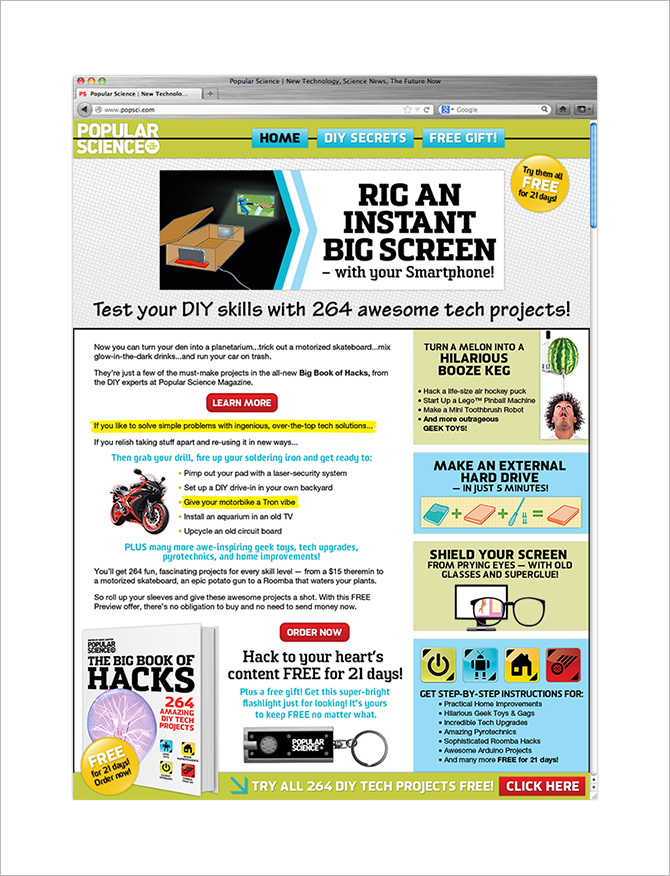 Popular Science | New Technology, Science News, The Future Now
PS Popular Science | New Technolo...
www.popsci.com
Google
POPULAR
SCIENCE
HOME
DIY SECRETS
FREE GIFT!
Try them all
FREE
for 21 days!
RIG AN
INSTANT
BIG SCREEN
– with your Smartphone!
Test your DIY skills with 264 awesome tech projects!
Now you can turn your den into a planetarium...trick out a motorized skateboard...mix
glow-in-the-dark drinks...and run your car on trash.
They're just a few of the must-make projects in the all-new Big Book of Hacks, from
the DIY experts at Popular Science Magazine.
LEARN MORE
If you like to solve simple problems with ingenious, over-the-top tech solutions...
If you relish taking stuff apart and re-using it in new ways...
Then grab your drill, fire up your soldering iron and get ready to:
• Pimp out your pad with a laser-security system
• Set up a DIY drive-in in your own backyard
• Give your motorbike a Tron vibe
• Install an aquarium in an old TV
• Upcycle an old circuit board
PLUS many more awe-inspiring geek toys, tech upgrades,
pyrotechnics, and home improvements!
You'll get 264 fun, fascinating projects for every skill level — from a $15 theremin to
a motorized skateboard, an epic potato gun to a Roomba that waters your plants.
So roll up your sleeves and give these awesome projects a shot. With this FREE
Preview offer, there's no obligation to buy and no need to send money now.
ORDER NOW
Hack to your heart's
content FREE for 21 days!
Plus a free gift! Get this super-bright
flashlight just for looking! It's yours
to keep FREE no matter what.
POPULAR
SCIENCE
POPULAR
SCIENCE
THE BIG BOOK OF
HACKS
264
AMAZING
DIY TECH
PROJECTS
FREE
for 21 days!
Order now!
TURN A MELON INTO A
HILARIOUS
BOOZE KEG
• Hack a life-size air hockey puck
• Start Up a Lego™ Pinball Machine
• Make a Mini Toothbrush Robot
• And more outrageous
GEEK TOYS!
MAKE AN EXTERNAL
HARD DRIVE
— IN JUST 5 MINUTES!
SHIELD YOUR SCREEN
FROM PRYING EYES — WITH OLD
GLASSES AND SUPERGLUE!
GET STEP-BY-STEP INSTRUCTIONS FOR:
• Practical Home Improvements
• Hilarious Geek Toys & Gags
• Incredible Tech Upgrades
• Amazing Pyrotechnics
• Sophisticated Roomba Hacks
• Awesome Arduino Projects
• And many more FREE for 21 days!
TRY ALL 264 DIY TECH PROJECTS FREE!
CLICK HERE